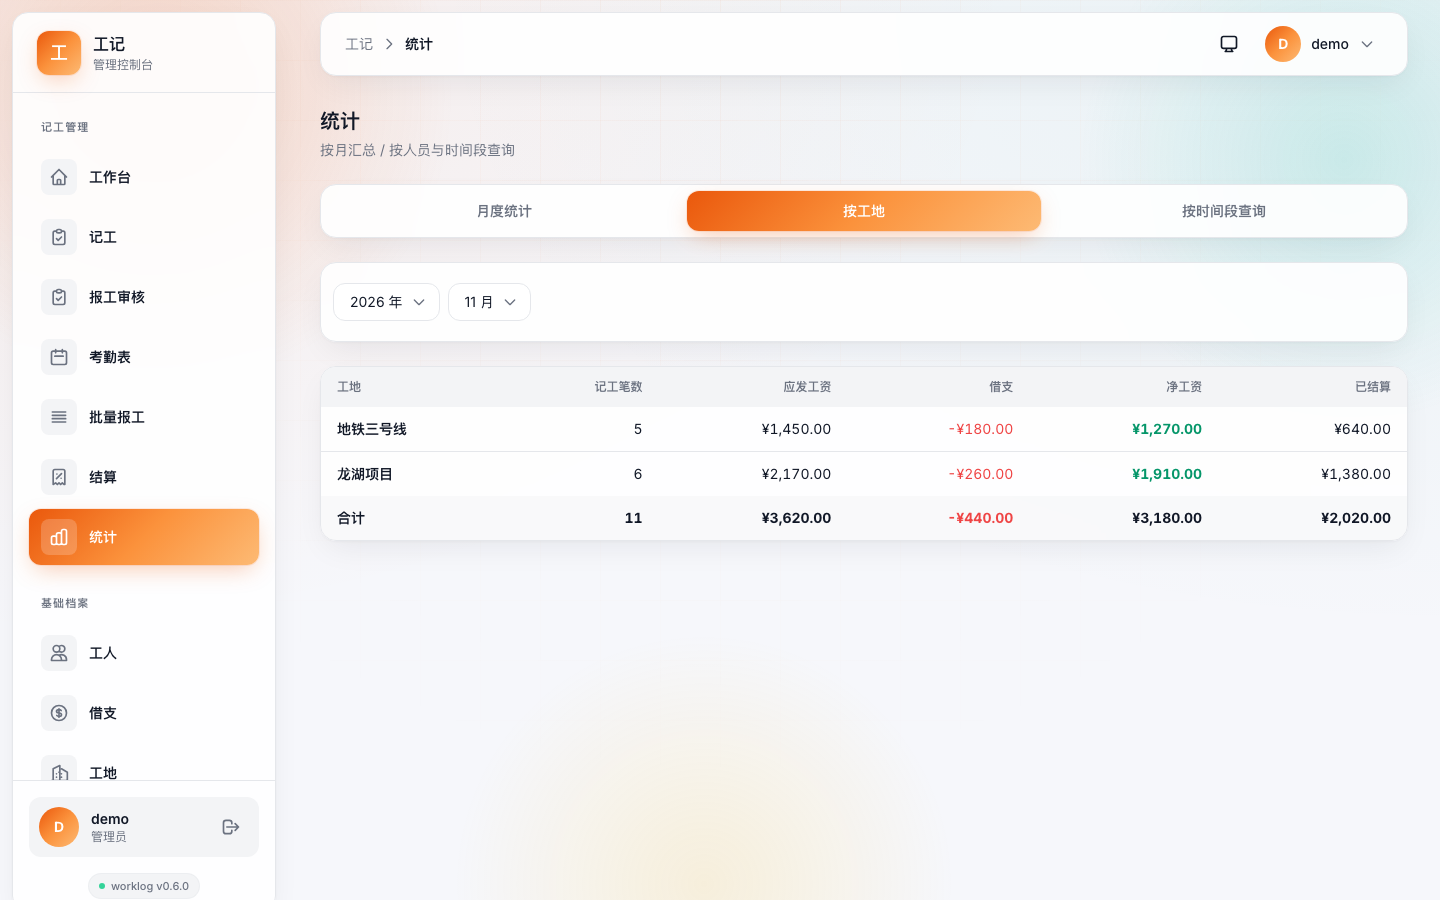 工
工记
管理控制台
记工管理
工作台
记工
报工审核
考勤表
批量报工
结算
统计
基础档案
工人
借支
工地
D
demo
管理员
worklog v0.6.0
工记 > 统计
D demo
统计
按月汇总 / 按人员与时间段查询
月度统计 按工地 按时间段查询
2026 年 11 月
工地 记工笔数 应发工资 借支 净工资 已结算
地铁三号线 5 ¥1,450.00 -¥180.00 ¥1,270.00 ¥640.00
龙湖项目 6 ¥2,170.00 -¥260.00 ¥1,910.00 ¥1,380.00
合计 11 ¥3,620.00 -¥440.00 ¥3,180.00 ¥2,020.00